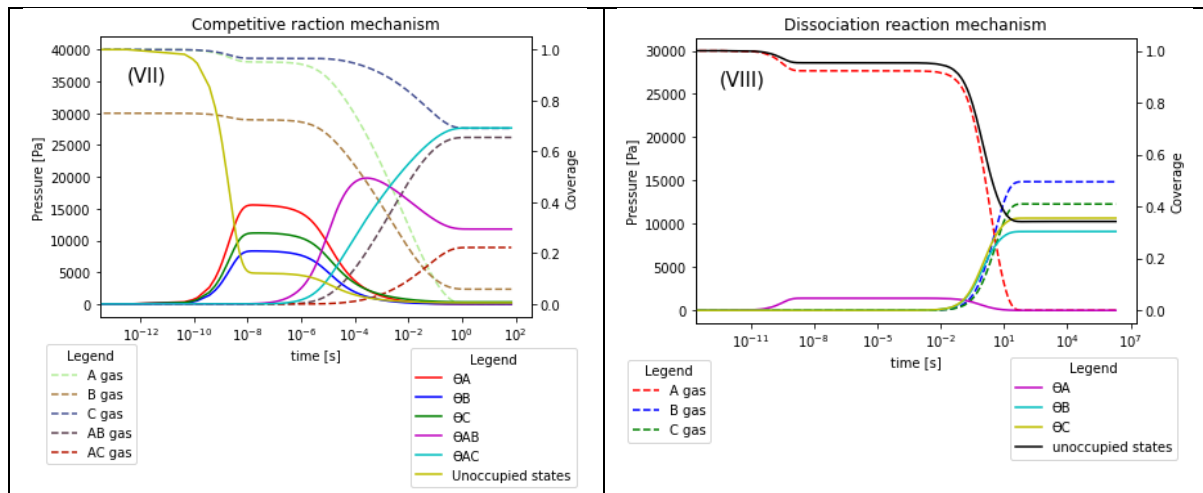 Competitive raction mechanism
(VII)
40000
35000
30000
25000
20000
15000
10000
5000
0
Pressure [Pa]
1.0
0.8
0.6
0.4
0.2
0.0
Coverage
10⁻¹² 10⁻¹⁰ 10⁻⁸ 10⁻⁶ 10⁻⁴ 10⁻² 10⁰ 10²
time [s]
Legend
A gas
B gas
C gas
AB gas
AC gas
Legend
ΘA
ΘB
ΘC
ΘAB
ΘAC
Unoccupied states
Dissociation reaction mechanism
(VIII)
30000
25000
20000
15000
10000
5000
0
Pressure [Pa]
1.0
0.8
0.6
0.4
0.2
0.0
Coverage
10⁻¹¹ 10⁻⁸ 10⁻⁵ 10⁻² 10¹ 10⁴ 10⁷
time [s]
Legend
A gas
B gas
C gas
Legend
ΘA
ΘB
ΘC
unoccupied states